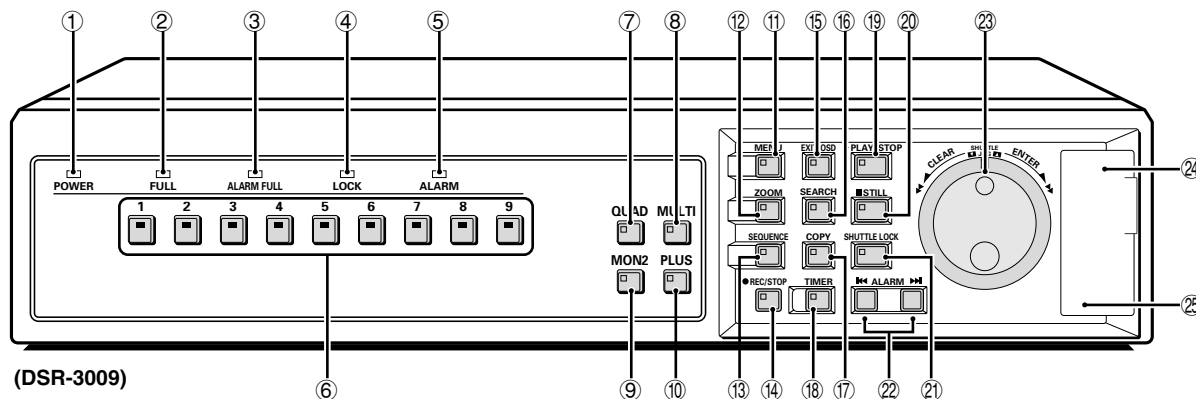 ① ② ③ ④ ⑤ ⑦ ⑧ ⑫ ⑪ ⑮ ⑯ ⑲ ⑳ ㉓
POWER FULL ALARM FULL LOCK ALARM
1 2 3 4 5 6 7 8 9
QUAD MULTI
MON2 PLUS
MENU EXIT/OSD PLAY/STOP
ZOOM SEARCH STILL
SEQUENCE COPY SHUTTLE LOCK
●REC/STOP TIMER ⏮ ALARM ⏭
CLEAR SHUTTLE ENTER
㉔
㉕
(DSR-3009)
⑥ ⑨ ⑩ ⑬ ⑭ ⑱ ⑰ ㉒ ㉑